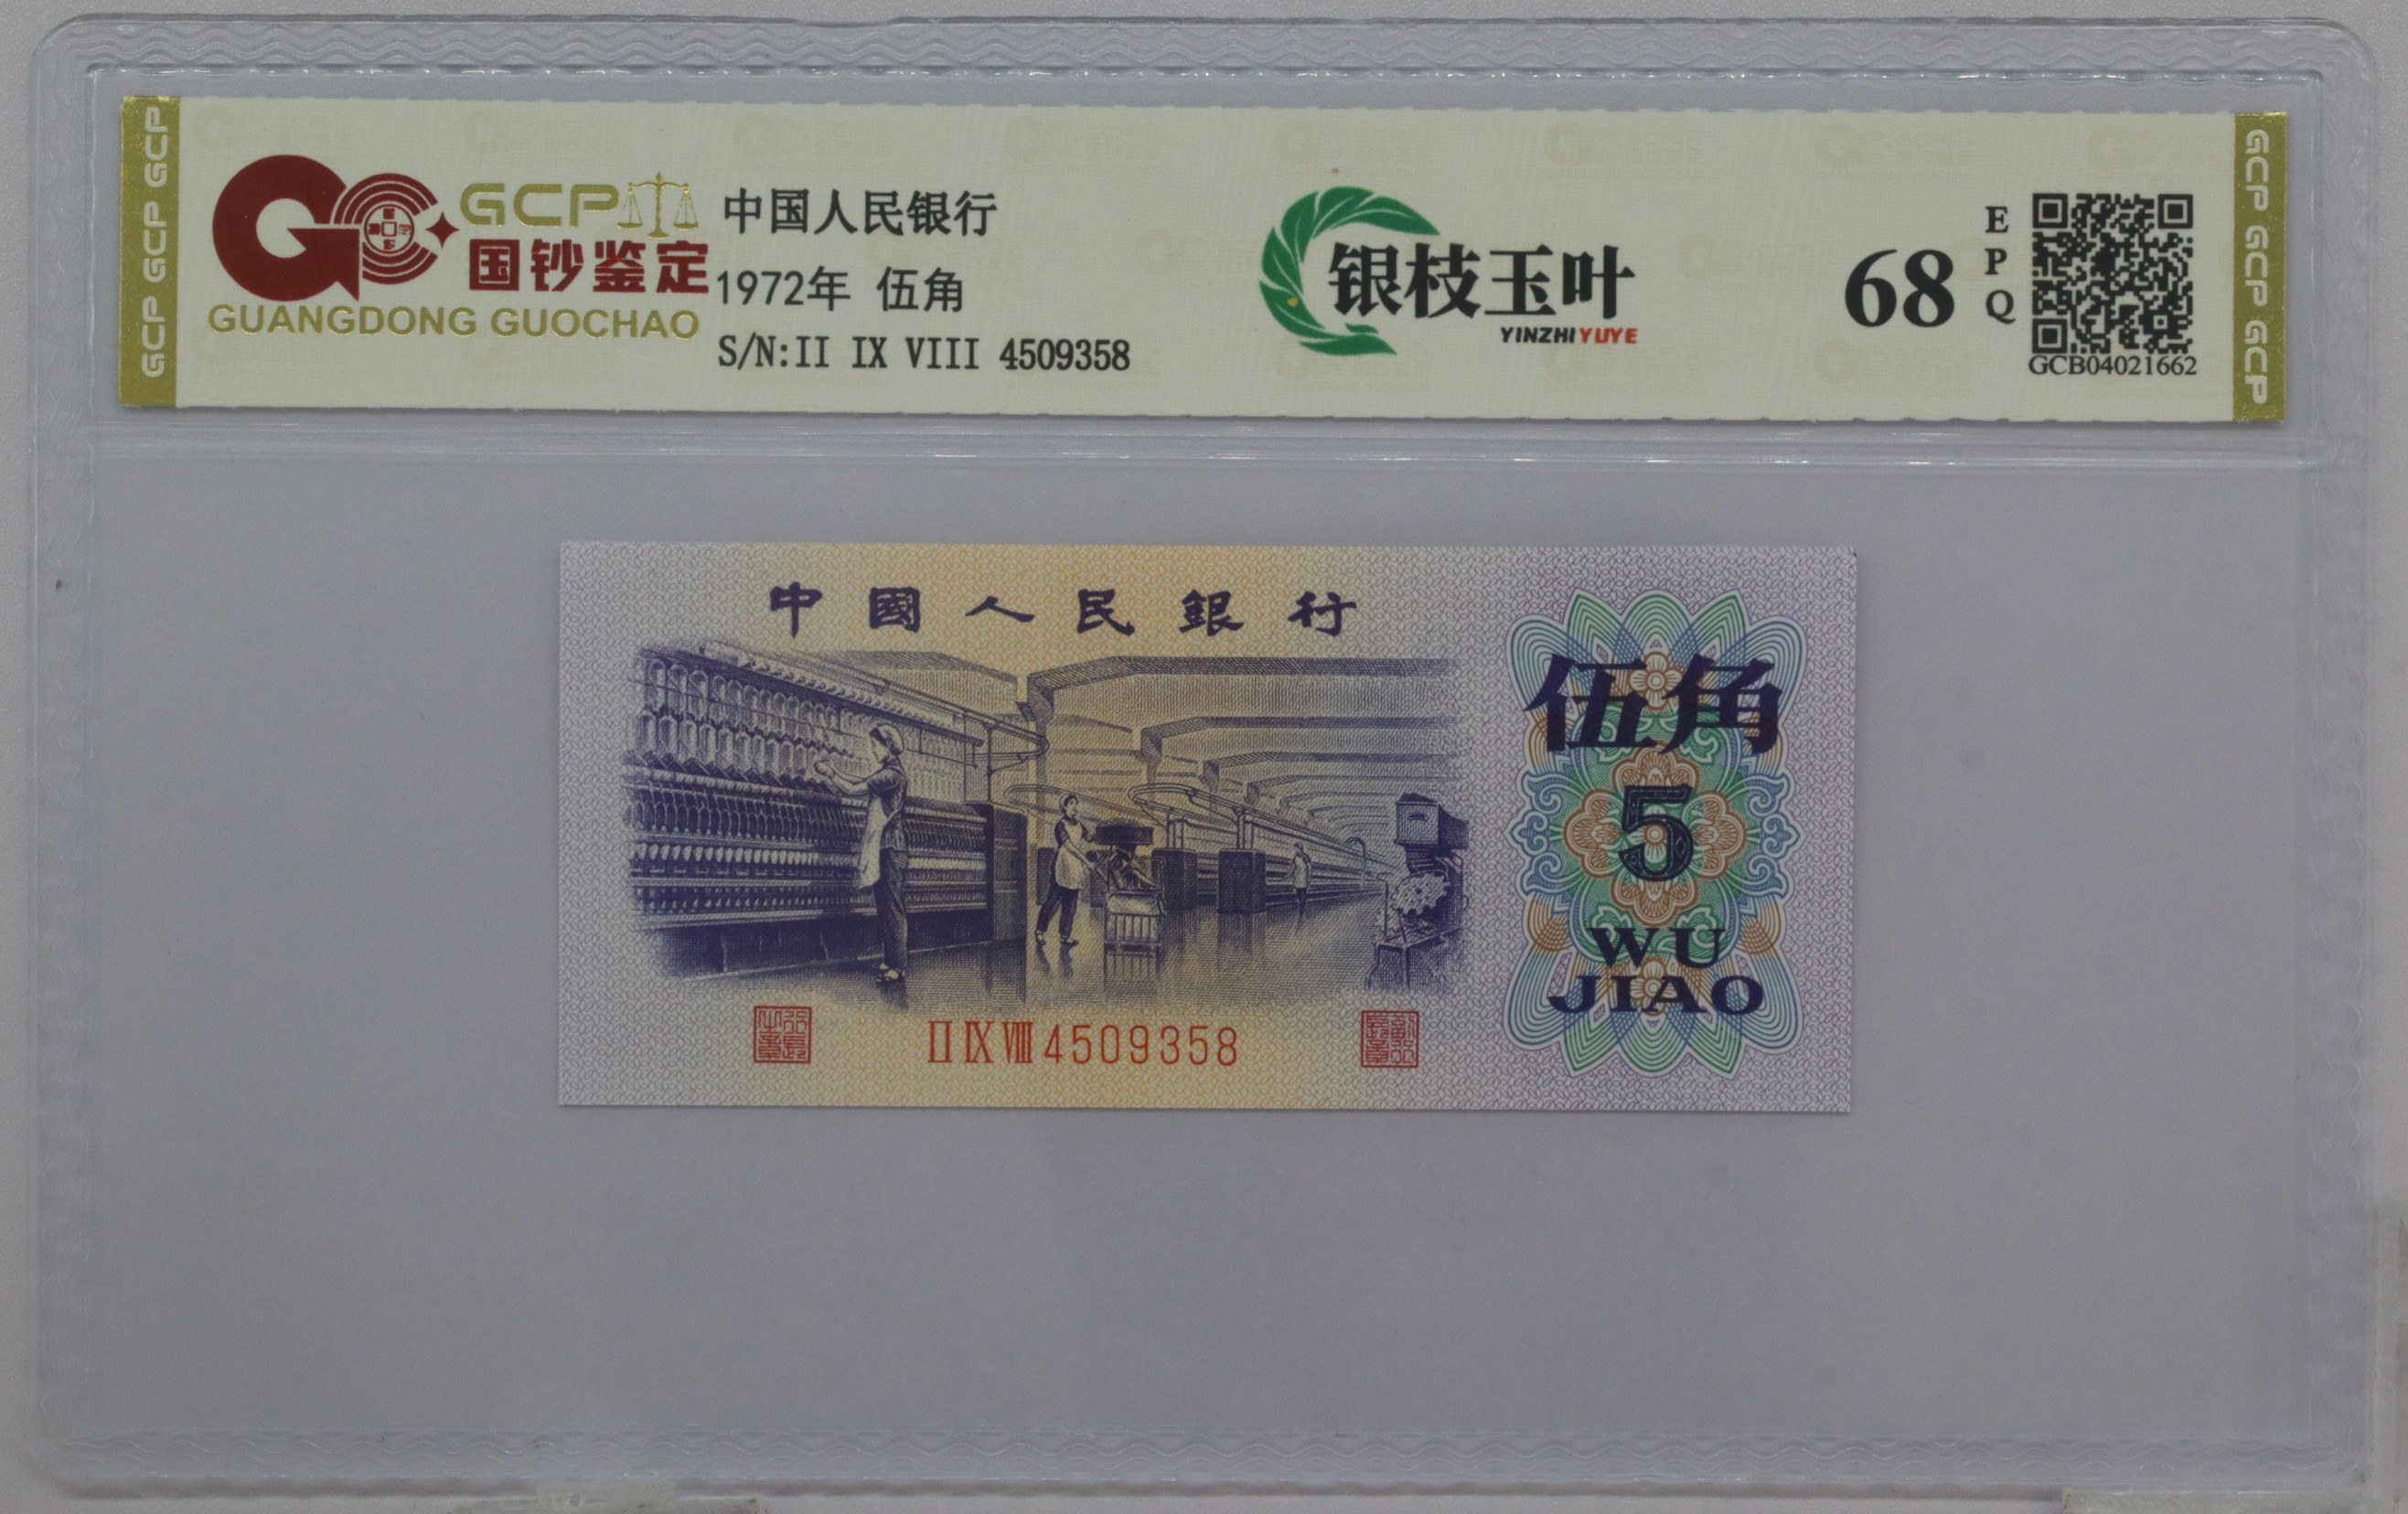 GCP GCP GCP
GCP
国钞鉴定
GUANGDONG GUOCHAO
中国人民银行
1972年 伍角
S/N:II IX VIII 4509358
银枝玉叶
YINZHI YUYE
68
EPQ
GCB04021662
GCP GCP GCP
中國人民銀行
伍角
5
WU
JIAO
II IX VIII 4509358